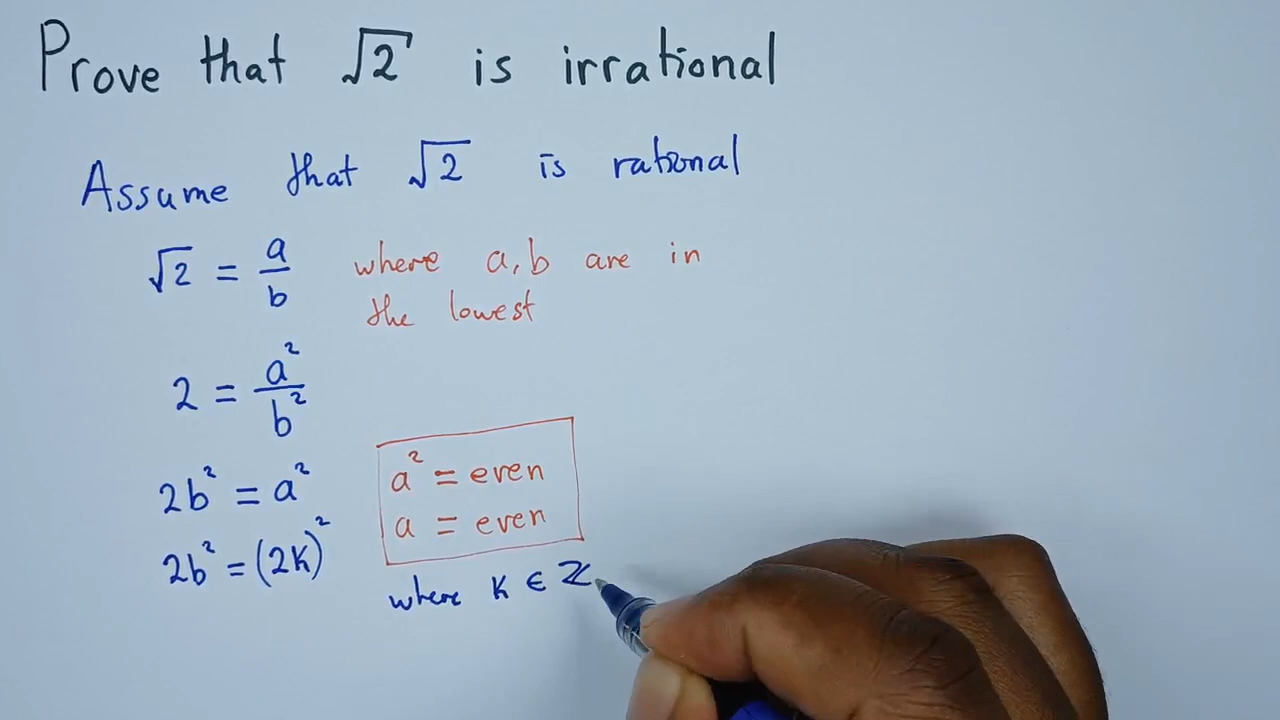 Prove that √2 is irrational
Assume that √2 is rational
√2 = a/b where a, b are in
the lowest
2 = a²/b²
2b² = a²
a² = even
a = even
2b² = (2K)²
where K ∈ ℤ